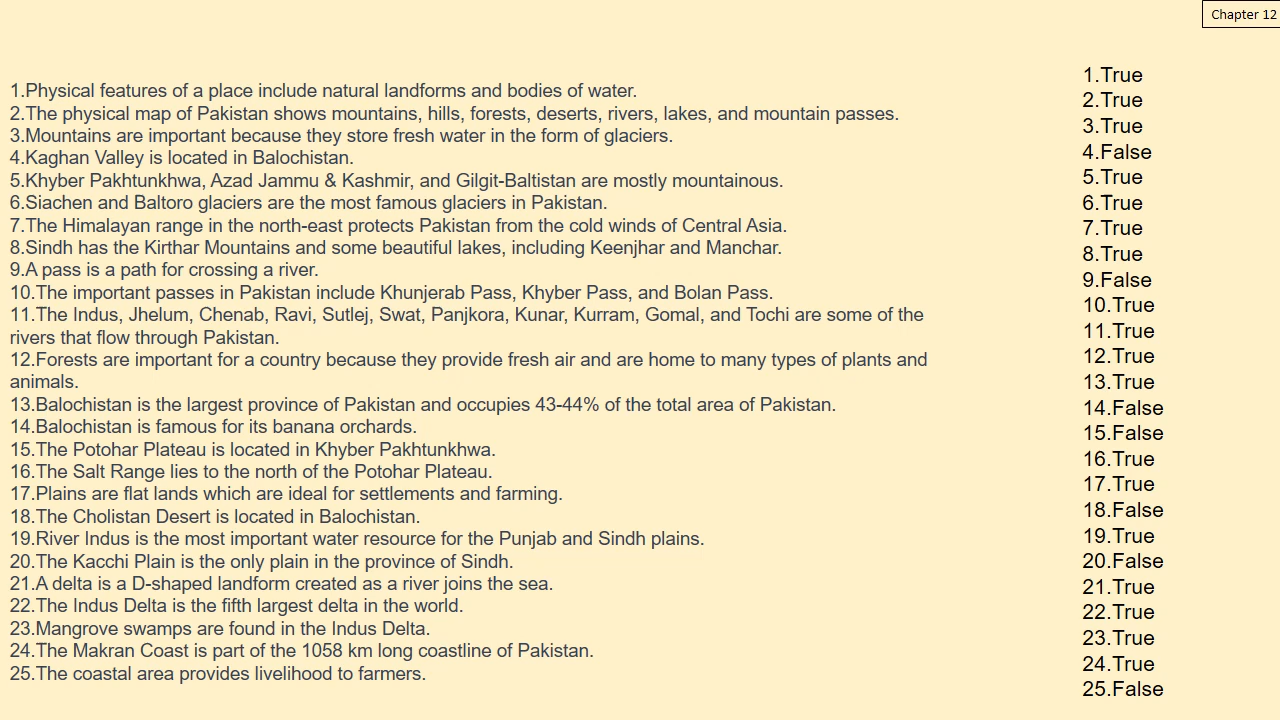 Chapter 12
1.Physical features of a place include natural landforms and bodies of water.
2.The physical map of Pakistan shows mountains, hills, forests, deserts, rivers, lakes, and mountain passes.
3.Mountains are important because they store fresh water in the form of glaciers.
4.Kaghan Valley is located in Balochistan.
5.Khyber Pakhtunkhwa, Azad Jammu & Kashmir, and Gilgit-Baltistan are mostly mountainous.
6.Siachen and Baltoro glaciers are the most famous glaciers in Pakistan.
7.The Himalayan range in the north-east protects Pakistan from the cold winds of Central Asia.
8.Sindh has the Kirthar Mountains and some beautiful lakes, including Keenjhar and Manchar.
9.A pass is a path for crossing a river.
10.The important passes in Pakistan include Khunjerab Pass, Khyber Pass, and Bolan Pass.
11.The Indus, Jhelum, Chenab, Ravi, Sutlej, Swat, Panjkora, Kunar, Kurram, Gomal, and Tochi are some of the
rivers that flow through Pakistan.
12.Forests are important for a country because they provide fresh air and are home to many types of plants and
animals.
13.Balochistan is the largest province of Pakistan and occupies 43-44% of the total area of Pakistan.
14.Balochistan is famous for its banana orchards.
15.The Potohar Plateau is located in Khyber Pakhtunkhwa.
16.The Salt Range lies to the north of the Potohar Plateau.
17.Plains are flat lands which are ideal for settlements and farming.
18.The Cholistan Desert is located in Balochistan.
19.River Indus is the most important water resource for the Punjab and Sindh plains.
20.The Kacchi Plain is the only plain in the province of Sindh.
21.A delta is a D-shaped landform created as a river joins the sea.
22.The Indus Delta is the fifth largest delta in the world.
23.Mangrove swamps are found in the Indus Delta.
24.The Makran Coast is part of the 1058 km long coastline of Pakistan.
25.The coastal area provides livelihood to farmers.
1.True
2.True
3.True
4.False
5.True
6.True
7.True
8.True
9.False
10.True
11.True
12.True
13.True
14.False
15.False
16.True
17.True
18.False
19.True
20.False
21.True
22.True
23.True
24.True
25.False